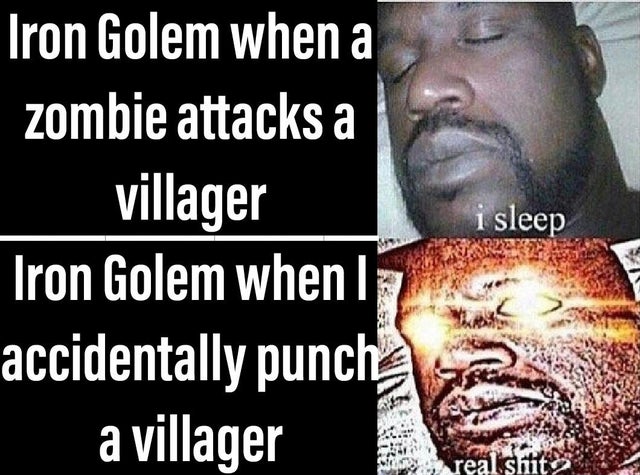 Iron Golem when a
zombie attacks a
villager
i sleep
Iron Golem when I
accidentally punch
a villager
real shit?